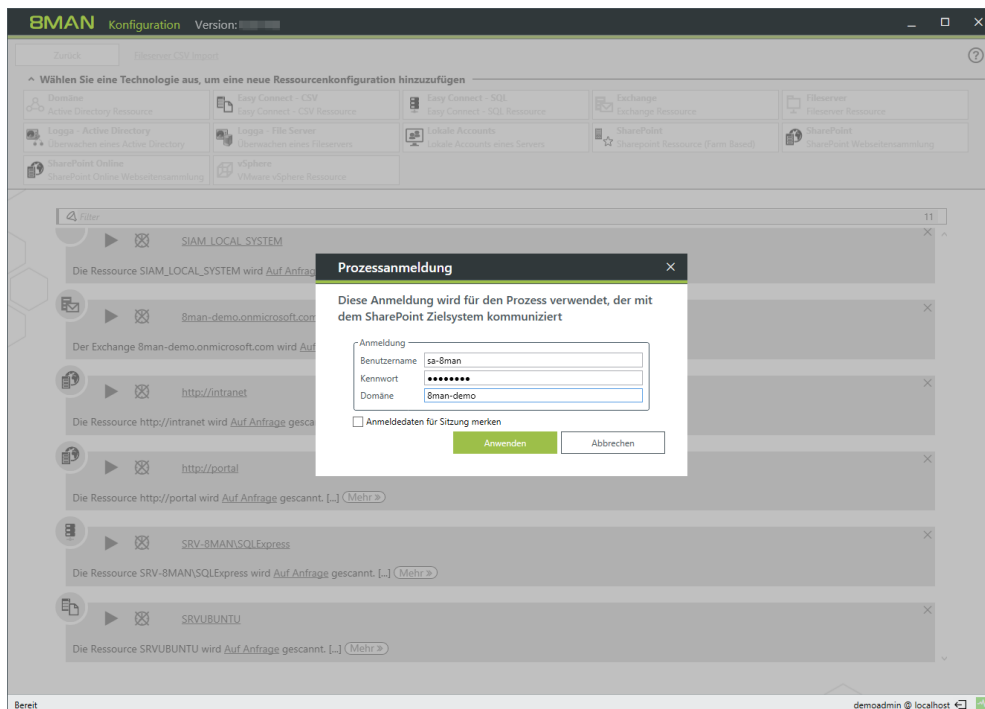 8MAN Konfiguration Version:
Zurück Fileserver CSV Import
Wählen Sie eine Technologie aus, um eine neue Ressourcenkonfiguration hinzuzufügen
Domäne
Active Directory Ressource
Easy Connect - CSV
Easy Connect - CSV Ressource
Easy Connect - SQL
Easy Connect - SQL Ressource
Exchange
Exchange Ressource
Fileserver
Fileserver Ressource
Logga - Active Directory
Überwachen eines Active Directory
Logga - File Server
Überwachen eines Fileservers
Lokale Accounts
Lokale Accounts eines Servers
SharePoint
Sharepoint Ressource (Farm Based)
SharePoint
SharePoint Webseitensammlung
SharePoint Online
SharePoint Online Webseitensammlung
vSphere
VMware vSphere Ressource
Filter 11
SIAM_LOCAL_SYSTEM
Die Ressource SIAM_LOCAL_SYSTEM wird Auf Anfrag
8man-demo.onmicrosoft.com
Der Exchange 8man-demo.onmicrosoft.com wird Auf
http://intranet
Die Ressource http://intranet wird Auf Anfrage gesca
http://portal
Die Ressource http://portal wird Auf Anfrage gescannt. [...] Mehr »
SRV-8MAN\SQLExpress
Die Ressource SRV-8MAN\SQLExpress wird Auf Anfrage gescannt. [...] Mehr »
SRVUBUNTU
Die Ressource SRVUBUNTU wird Auf Anfrage gescannt. [...] Mehr »
Prozessanmeldung
Diese Anmeldung wird für den Prozess verwendet, der mit
dem SharePoint Zielsystem kommuniziert
Anmeldung
Benutzername sa-8man
Kennwort ●●●●●●●●
Domäne 8man-demo
Anmeldedaten für Sitzung merken
Anwenden Abbrechen
Bereit demoadmin @ localhost